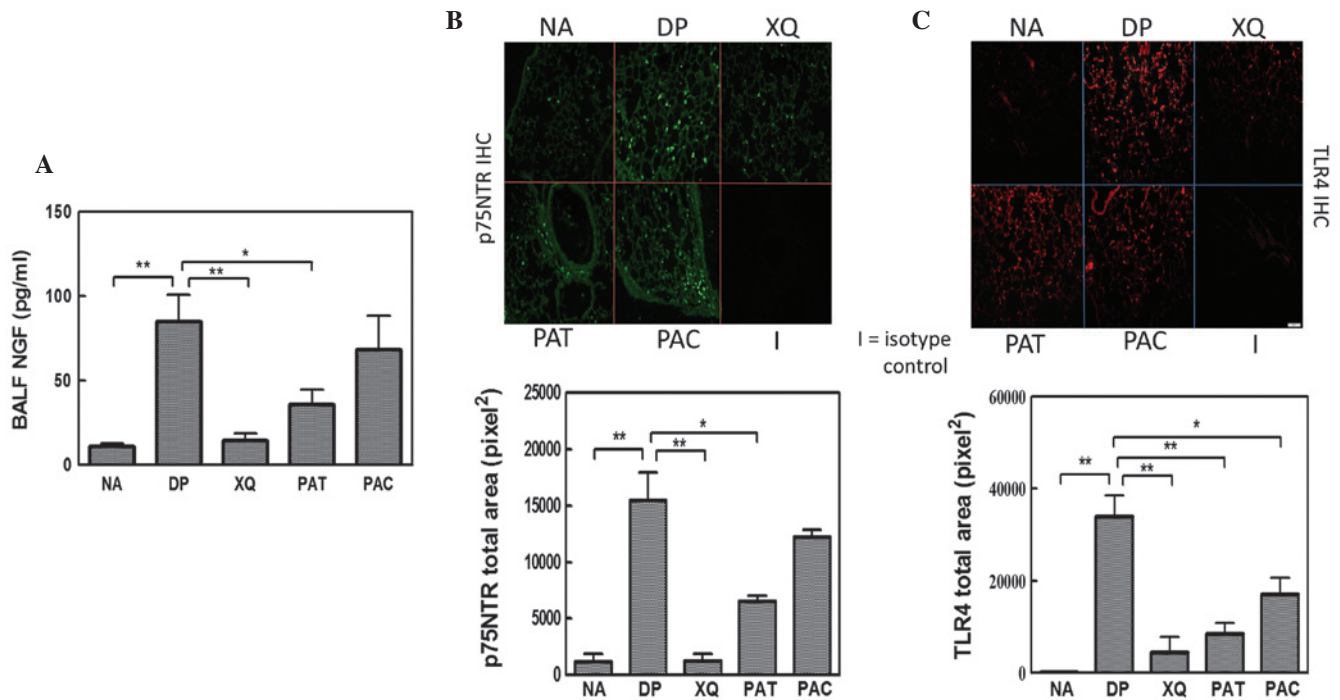 A
150
100
50
0
BALF NGF (pg/ml)
** ** *
NA DP XQ PAT PAC
B
NA DP XQ
p75NTR IHC
PAT PAC I
I = isotype
control
25000
20000
15000
10000
5000
0
p75NTR total area (pixel²)
** ** *
NA DP XQ PAT PAC
C
NA DP XQ
TLR4 IHC
PAT PAC I
60000
40000
20000
0
TLR4 total area (pixel²)
** ** ** *
NA DP XQ PAT PAC